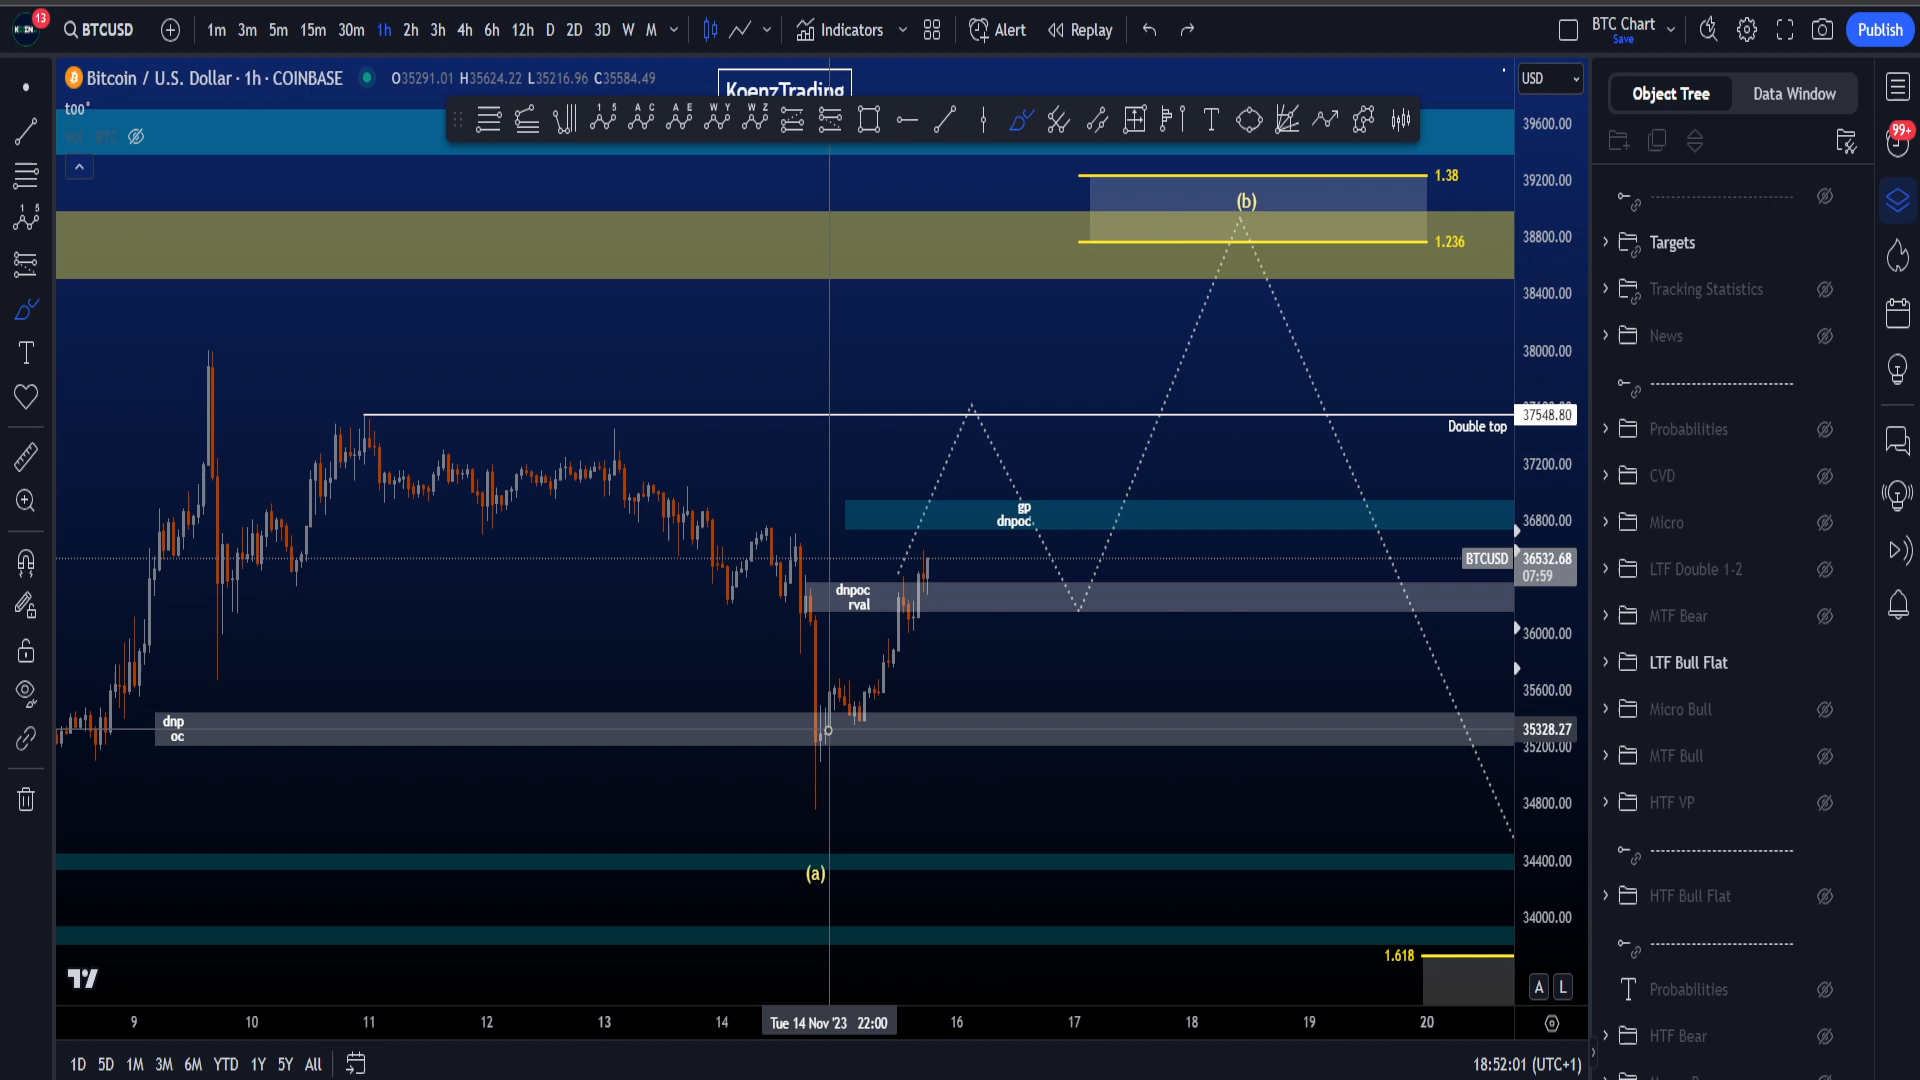 13
BTCUSD
1m 3m 5m 15m 30m 1h 2h 3h 4h 6h 12h D 2D 3D W M
Indicators
Alert
Replay
BTC Chart
Save
Publish
Bitcoin / U.S. Dollar · 1h · COINBASE
O35291.01 H35624.22 L35216.96 C35584.49
KoenzTrading
USD
Object Tree
Data Window
99+
too*
Vol · BTC
39600.00
39200.00
38800.00
38400.00
38000.00
37548.80
37200.00
36800.00
BTCUSD
36532.68
07:59
36000.00
35600.00
35328.27
35200.00
34800.00
34400.00
34000.00
1.38
(b)
1.236
Double top
gp
dnpoc
dnpoc
rval
dnp
oc
(a)
1.618
A L
Targets
Tracking Statistics
News
Probabilities
CVD
Micro
LTF Double 1-2
MTF Bear
LTF Bull Flat
Micro Bull
MTF Bull
HTF VP
HTF Bull Flat
Probabilities
HTF Bear
9 10 11 12 13 14 Tue 14 Nov '23 22:00 16 17 18 19 20
1D 5D 1M 3M 6M YTD 1Y 5Y All
18:52:01 (UTC+1)